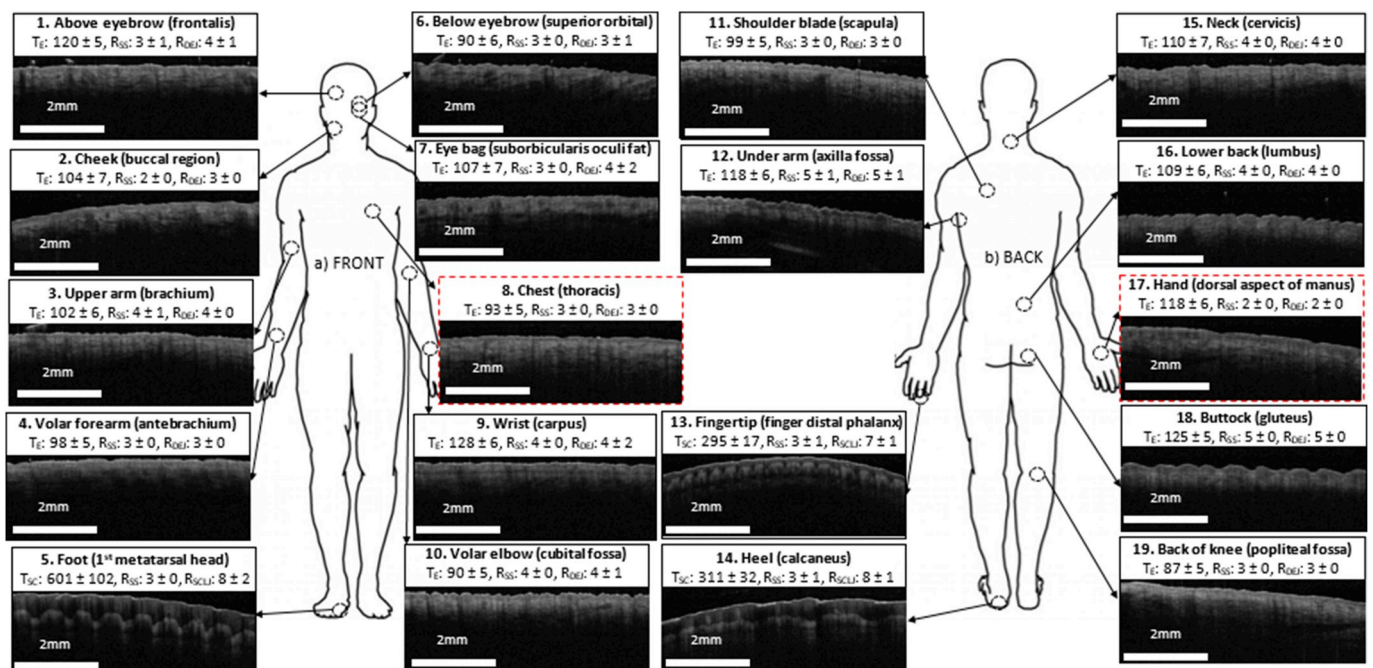 1. Above eyebrow (frontalis)
TE: 120 ± 5, RSS: 3 ± 1, RDEJ: 4 ± 1
2mm
2. Cheek (buccal region)
TE: 104 ± 7, RSS: 2 ± 0, RDEJ: 3 ± 0
2mm
3. Upper arm (brachium)
TE: 102 ± 6, RSS: 4 ± 1, RDEJ: 4 ± 0
2mm
4. Volar forearm (antebrachium)
TE: 98 ± 5, RSS: 3 ± 0, RDEJ: 3 ± 0
2mm
5. Foot (1st metatarsal head)
TSC: 601 ± 102, RSS: 3 ± 0, RSCLJ: 8 ± 2
2mm
a) FRONT
6. Below eyebrow (superior orbital)
TE: 90 ± 6, RSS: 3 ± 0, RDEJ: 3 ± 1
2mm
7. Eye bag (suborbicularis oculi fat)
TE: 107 ± 7, RSS: 3 ± 0, RDEJ: 4 ± 2
2mm
8. Chest (thoracis)
TE: 93 ± 5, RSS: 3 ± 0, RDEJ: 3 ± 0
2mm
9. Wrist (carpus)
TE: 128 ± 6, RSS: 4 ± 0, RDEJ: 4 ± 2
2mm
10. Volar elbow (cubital fossa)
TE: 90 ± 5, RSS: 4 ± 0, RDEJ: 4 ± 1
2mm
11. Shoulder blade (scapula)
TE: 99 ± 5, RSS: 3 ± 0, RDEJ: 3 ± 0
2mm
12. Under arm (axilla fossa)
TE: 118 ± 6, RSS: 5 ± 1, RDEJ: 5 ± 1
2mm
13. Fingertip (finger distal phalanx)
TSC: 295 ± 17, RSS: 3 ± 1, RSCLJ: 7 ± 1
2mm
14. Heel (calcaneus)
TSC: 311 ± 32, RSS: 3 ± 1, RSCLJ: 8 ± 1
2mm
b) BACK
15. Neck (cervicis)
TE: 110 ± 7, RSS: 4 ± 0, RDEJ: 4 ± 0
2mm
16. Lower back (lumbus)
TE: 109 ± 6, RSS: 4 ± 0, RDEJ: 4 ± 0
2mm
17. Hand (dorsal aspect of manus)
TE: 118 ± 6, RSS: 2 ± 0, RDEJ: 2 ± 0
2mm
18. Buttock (gluteus)
TE: 125 ± 5, RSS: 5 ± 0, RDEJ: 5 ± 0
2mm
19. Back of knee (popliteal fossa)
TE: 87 ± 5, RSS: 3 ± 0, RDEJ: 3 ± 0
2mm